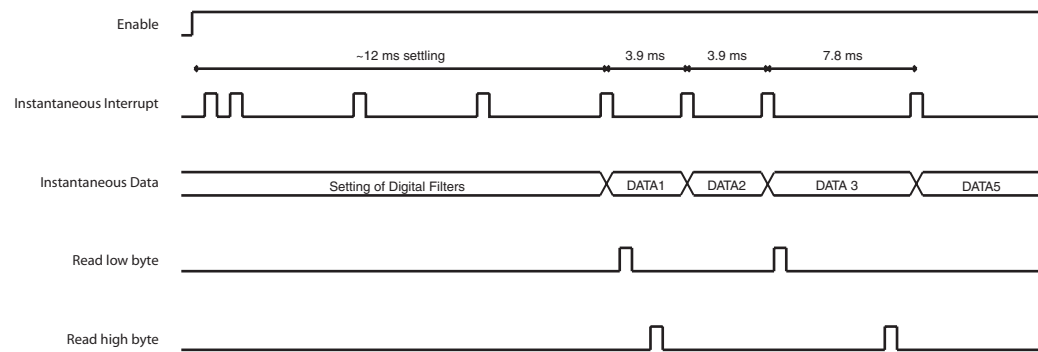 Enable
~12 ms settling 3.9 ms 3.9 ms 7.8 ms
Instantaneous Interrupt
Instantaneous Data Setting of Digital Filters DATA1 DATA2 DATA 3 DATA5
Read low byte
Read high byte